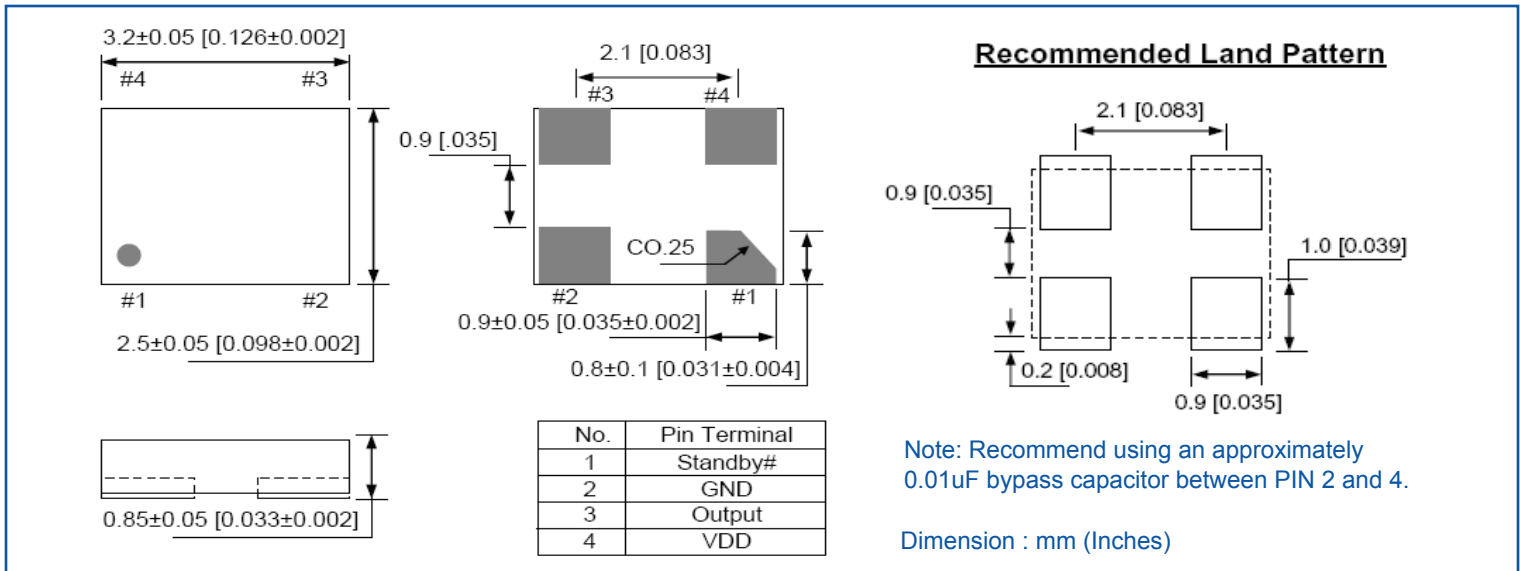 3.2±0.05 [0.126±0.002]
#4 #3
#1 #2
2.5±0.05 [0.098±0.002]
0.85±0.05 [0.033±0.002]
2.1 [0.083]
#3 #4
0.9 [.035]
CO.25
#2 #1
0.9±0.05 [0.035±0.002]
0.8±0.1 [0.031±0.004]
No. Pin Terminal
1 Standby#
2 GND
3 Output
4 VDD
Recommended Land Pattern
2.1 [0.083]
0.9 [0.035]
1.0 [0.039]
0.2 [0.008]
0.9 [0.035]
Note: Recommend using an approximately
0.01uF bypass capacitor between PIN 2 and 4.
Dimension : mm (Inches)